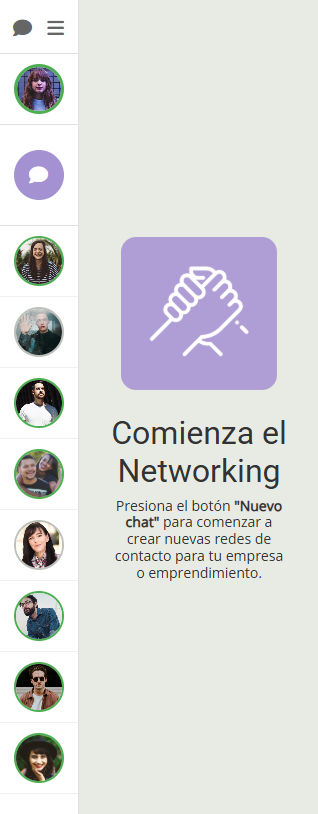 Comienza el
Networking
Presiona el botón "Nuevo
chat" para comenzar a
crear nuevas redes de
contacto para tu empresa
o emprendimiento.